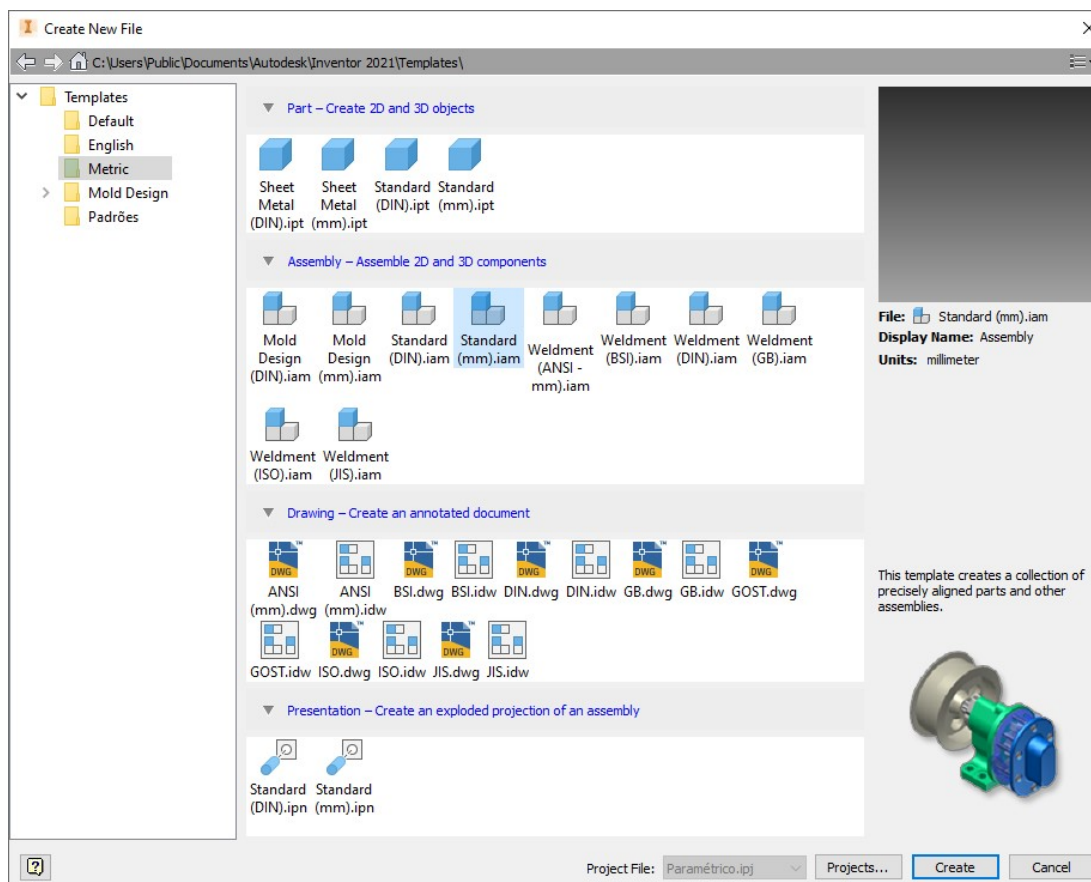 Create New File
C:\Users\Public\Documents\Autodesk\Inventor 2021\Templates\
Templates
Default
English
Metric
Mold Design
Padrões
Part – Create 2D and 3D objects
Sheet Metal (DIN).ipt
Sheet Metal (mm).ipt
Standard (DIN).ipt
Standard (mm).ipt
Assembly – Assemble 2D and 3D components
Mold Design (DIN).iam
Mold Design (mm).iam
Standard (DIN).iam
Standard (mm).iam
Weldment (ANSI - mm).iam
Weldment (BSI).iam
Weldment (DIN).iam
Weldment (GB).iam
Weldment (ISO).iam
Weldment (JIS).iam
Drawing – Create an annotated document
ANSI (mm).dwg
ANSI (mm).idw
BSI.dwg
BSI.idw
DIN.dwg
DIN.idw
GB.dwg
GB.idw
GOST.dwg
GOST.idw
ISO.dwg
ISO.idw
JIS.dwg
JIS.idw
Presentation – Create an exploded projection of an assembly
Standard (DIN).ipn
Standard (mm).ipn
File: Standard (mm).iam
Display Name: Assembly
Units: millimeter
This template creates a collection of
precisely aligned parts and other
assemblies.
Project File: Paramétrico.ipj
Projects...
Create
Cancel